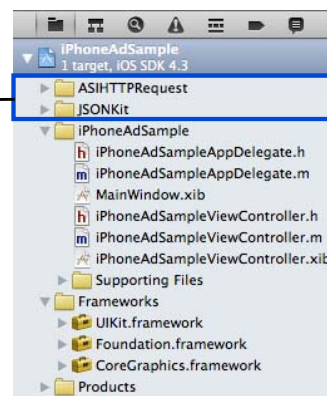 iPhoneAdSample
1 target, iOS SDK 4.3
ASIHTTPRequest
JSONKit
iPhoneAdSample
h iPhoneAdSampleAppDelegate.h
m iPhoneAdSampleAppDelegate.m
MainWindow.xib
h iPhoneAdSampleViewController.h
m iPhoneAdSampleViewController.m
iPhoneAdSampleViewController.xib
Supporting Files
Frameworks
UIKit.framework
Foundation.framework
CoreGraphics.framework
Products